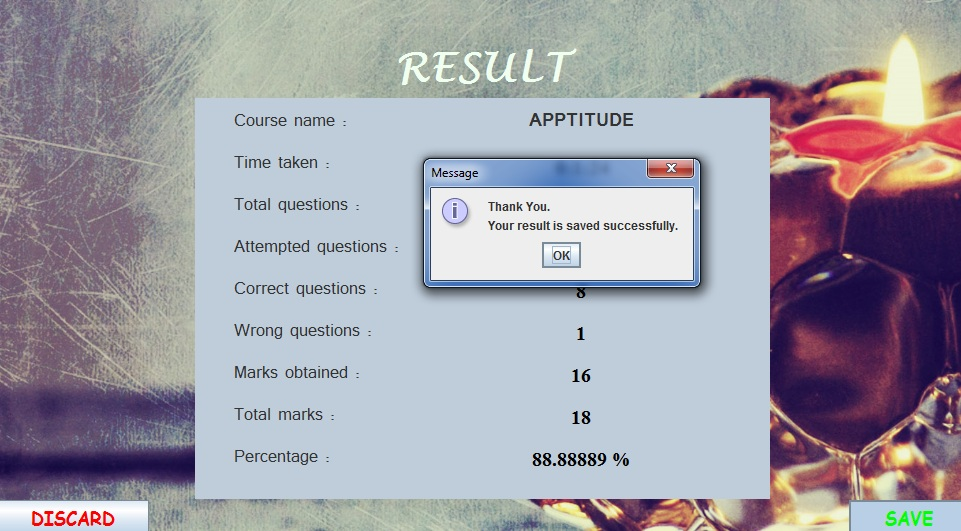 RESULT
Course name : APPTITUDE
Time taken :
Message
Total questions :
Thank You.
Your result is saved successfully.
Attempted questions :
OK
Correct questions : 8
Wrong questions : 1
Marks obtained : 16
Total marks : 18
Percentage : 88.88889 %
DISCARD
SAVE